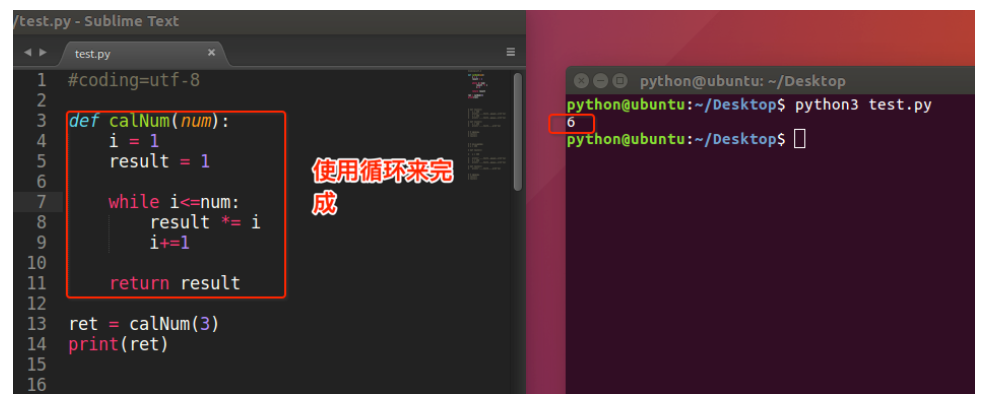 /test.py - Sublime Text
test.py
1 #coding=utf-8
2
3 def calNum(num):
4     i = 1
5     result = 1
6
7     while i<=num:
8         result *= i
9         i+=1
10
11     return result
12
13 ret = calNum(3)
14 print(ret)
15
16
使用循环来完
成
python@ubuntu: ~/Desktop
python@ubuntu:~/Desktop$ python3 test.py
6
python@ubuntu:~/Desktop$